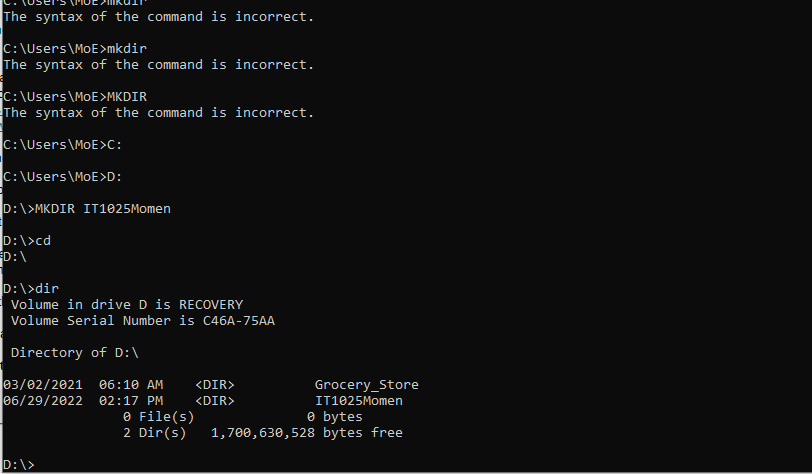 C:\Users\MoE>mkdir
The syntax of the command is incorrect.
C:\Users\MoE>mkdir
The syntax of the command is incorrect.
C:\Users\MoE>MKDIR
The syntax of the command is incorrect.
C:\Users\MoE>C:
C:\Users\MoE>D:
D:\>MKDIR IT1025Momen
D:\>cd
D:\
D:\>dir
 Volume in drive D is RECOVERY
 Volume Serial Number is C46A-75AA
 Directory of D:\
03/02/2021  06:10 AM    <DIR>          Grocery_Store
06/29/2022  02:17 PM    <DIR>          IT1025Momen
               0 File(s)              0 bytes
               2 Dir(s)   1,700,630,528 bytes free
D:\>